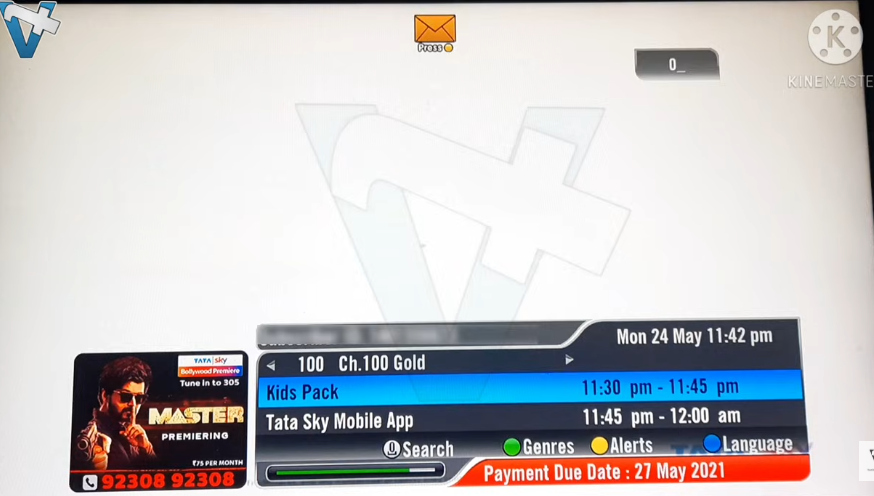 Press
0_
KINEMASTE
Mon 24 May 11:42 pm
100 Ch.100 Gold
Kids Pack 11:30 pm - 11:45 pm
Tata Sky Mobile App 11:45 pm - 12:00 am
Search Genres Alerts Language
Payment Due Date : 27 May 2021
TATA sky
Bollywood Premiere
Tune in to 305
MASTER
PREMIERING
₹75 PER MONTH
92308 92308